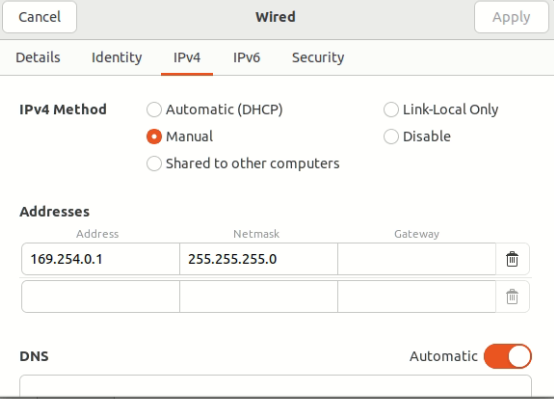 Cancel Wired Apply
Details Identity IPv4 IPv6 Security
IPv4 Method Automatic (DHCP) Link-Local Only
Manual Disable
Shared to other computers
Addresses
Address Netmask Gateway
169.254.0.1 255.255.255.0
DNS Automatic